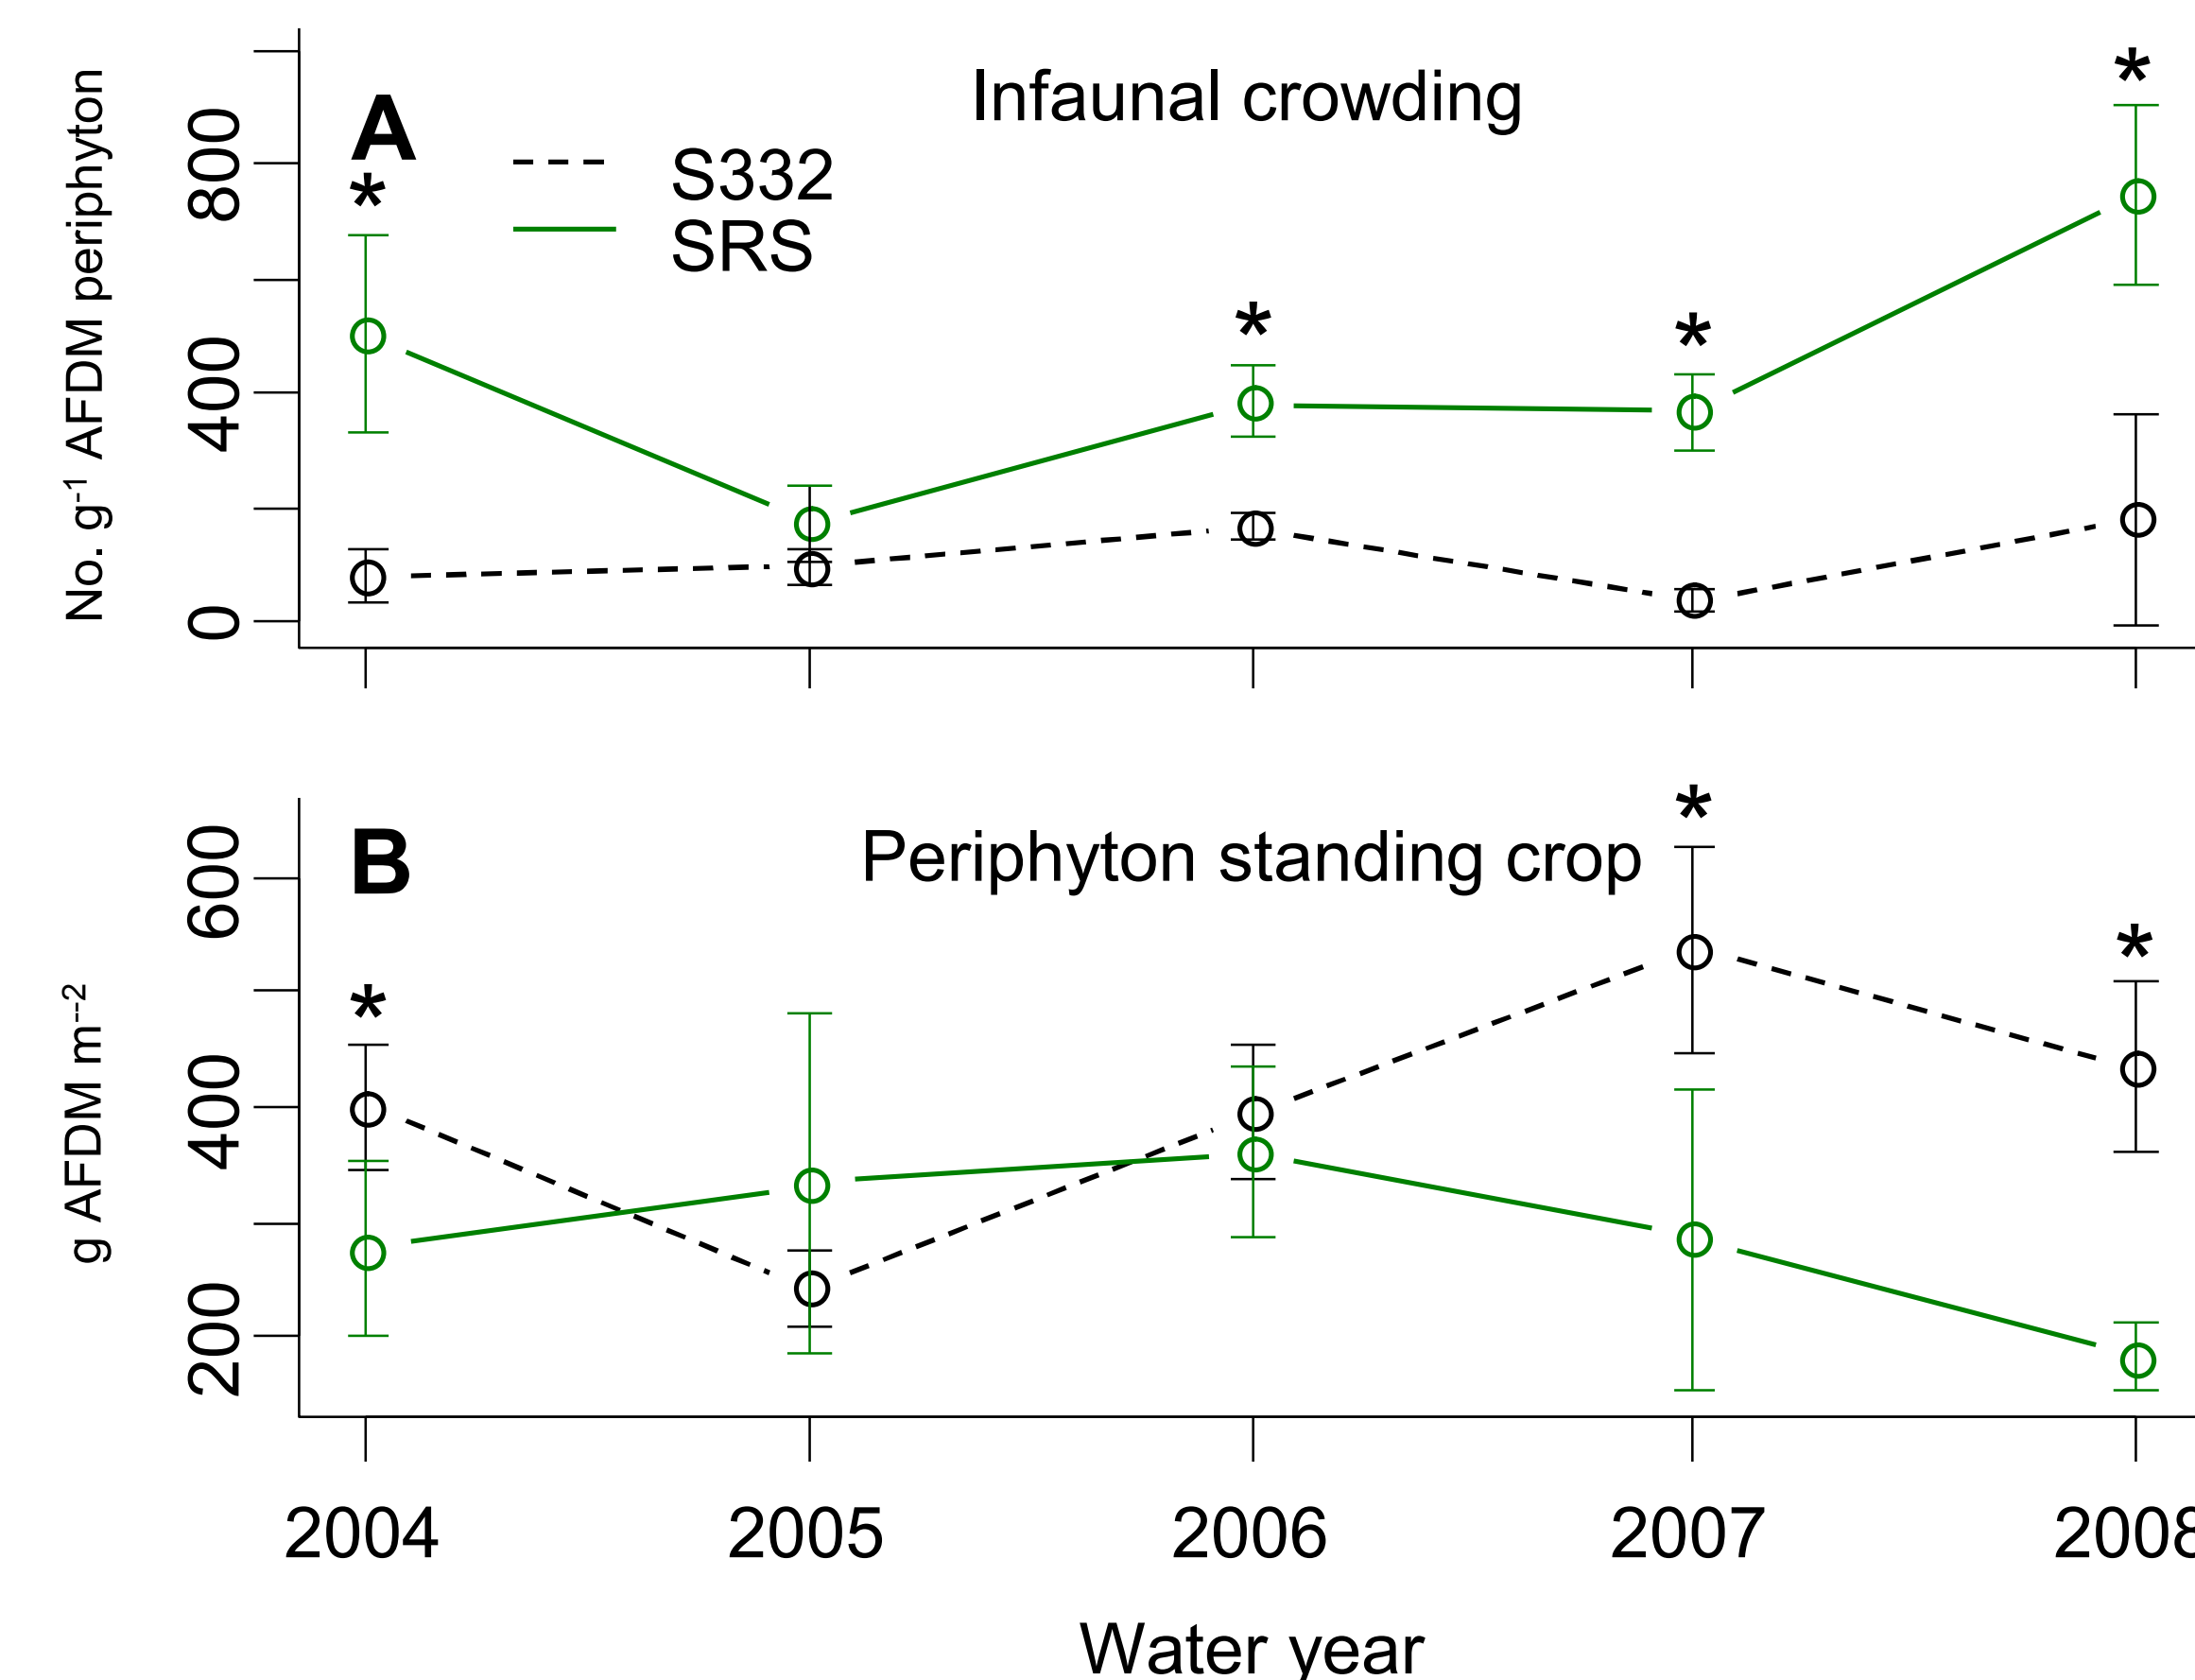 A
Infaunal crowding
*
*
*
*
S332
SRS
No. g-1 AFDM periphyton
800
400
0
B
Periphyton standing crop
*
*
*
g AFDM m--2
600
400
200
2004 2005 2006 2007 2008
Water year